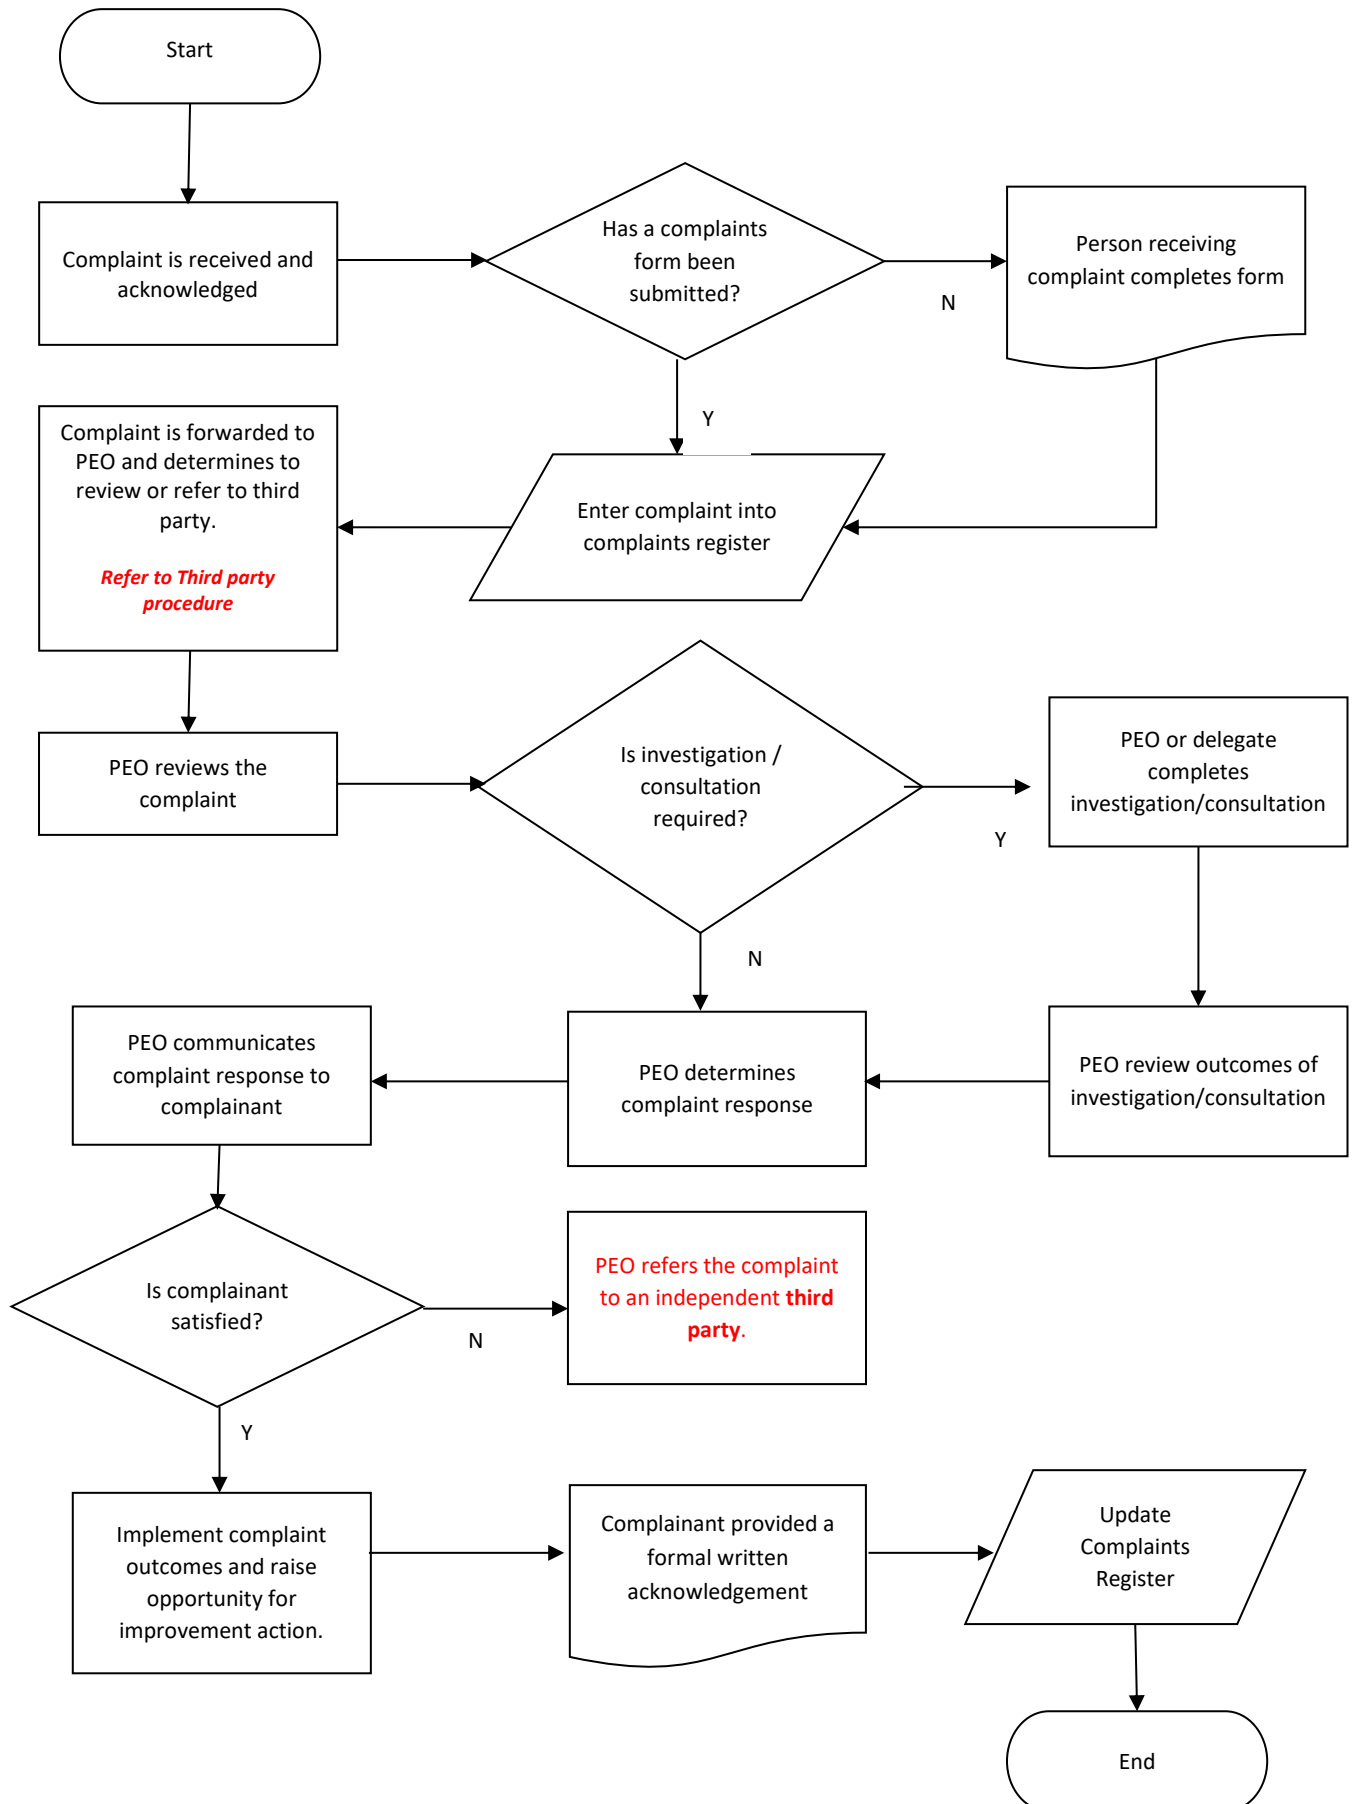 Start
Complaint is received and
acknowledged
Has a complaints
form been
submitted?
N
Person receiving
complaint completes form
Y
Complaint is forwarded to
PEO and determines to
review or refer to third
party.
Refer to Third party
procedure
Enter complaint into
complaints register
PEO reviews the
complaint
Is investigation /
consultation
required?
Y
PEO or delegate
completes
investigation/consultation
N
PEO communicates
complaint response to
complainant
PEO determines
complaint response
PEO review outcomes of
investigation/consultation
Is complainant
satisfied?
N
PEO refers the complaint
to an independent third
party.
Y
Implement complaint
outcomes and raise
opportunity for
improvement action.
Complainant provided a
formal written
acknowledgement
Update
Complaints
Register
End